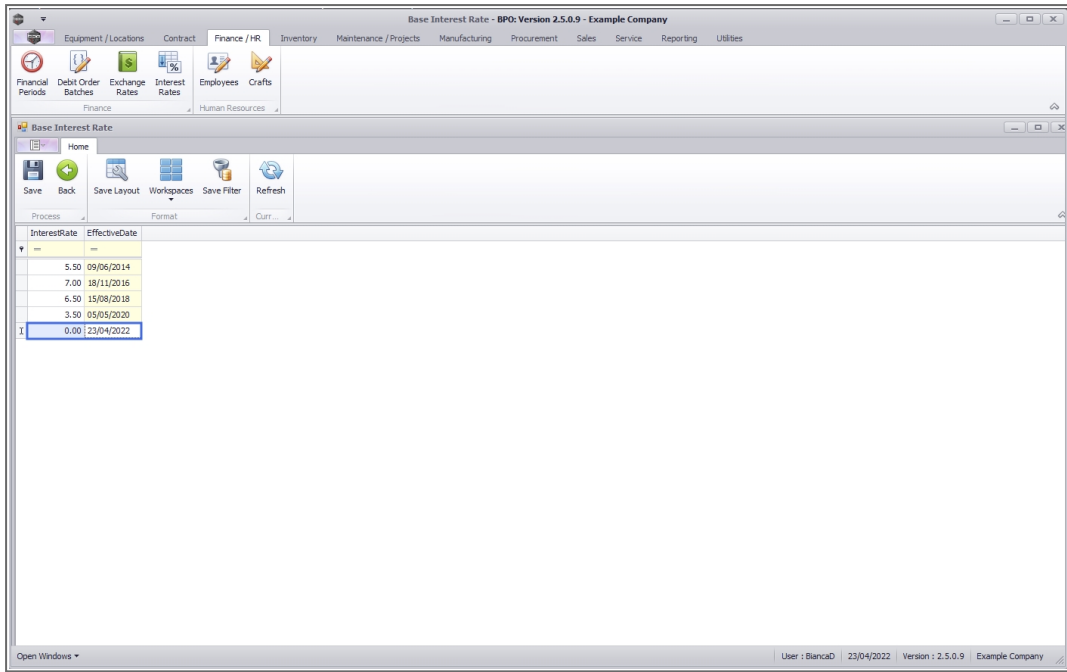 Base Interest Rate - BPO: Version 2.5.0.9 - Example Company
Equipment / Locations Contract Finance / HR Inventory Maintenance / Projects Manufacturing Procurement Sales Service Reporting Utilities
Financial Periods Debit Order Batches Exchange Rates Interest Rates Employees Crafts
Finance Human Resources
Base Interest Rate
Home
Save Back Save Layout Workspaces Save Filter Refresh
Process Format Curr...
InterestRate EffectiveDate
= =
5.50 09/06/2014
7.00 18/11/2016
6.50 15/08/2018
3.50 05/05/2020
0.00 23/04/2022
Open Windows User : BiancaD 23/04/2022 Version : 2.5.0.9 Example Company